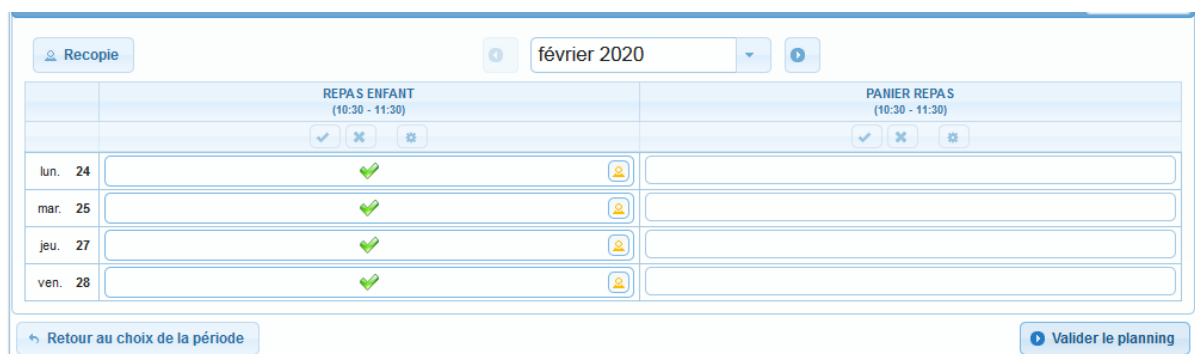 Recopie
février 2020
REPAS ENFANT
(10:30 - 11:30)
PANIER REPAS
(10:30 - 11:30)
lun. 24
mar. 25
jeu. 27
ven. 28
Retour au choix de la période
Valider le planning